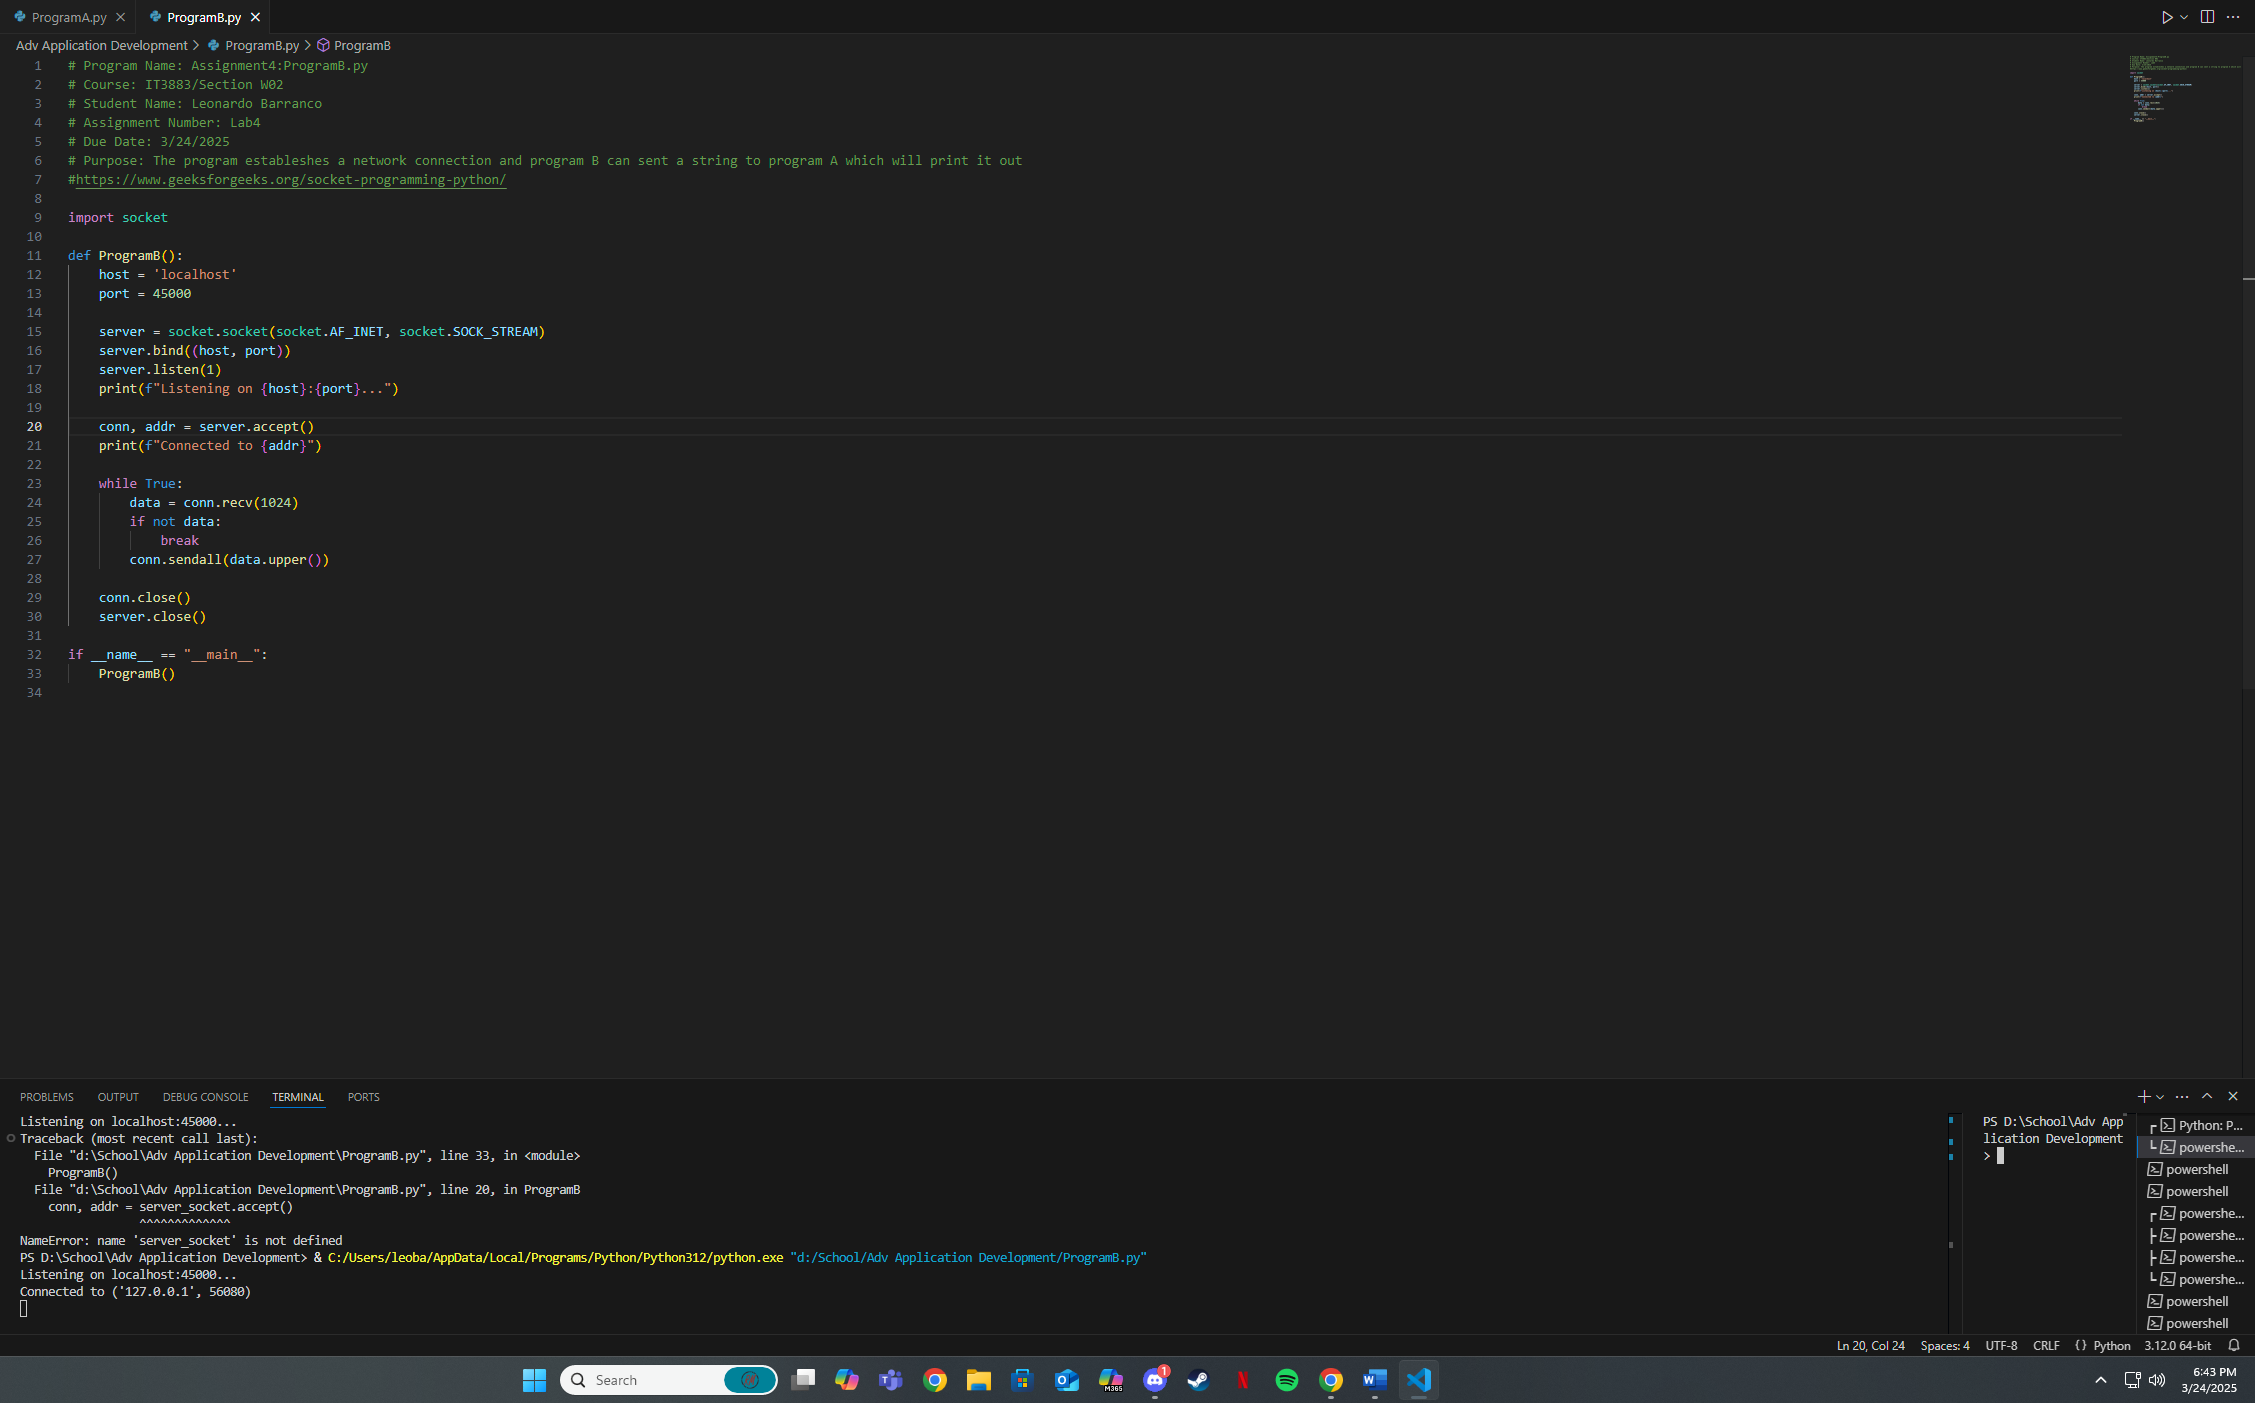 ProgramA.py
ProgramB.py
Adv Application Development > ProgramB.py > ProgramB
1 # Program Name: Assignment4:ProgramB.py
2 # Course: IT3883/Section W02
3 # Student Name: Leonardo Barranco
4 # Assignment Number: Lab4
5 # Due Date: 3/24/2025
6 # Purpose: The program estableshes a network connection and program B can sent a string to program A which will print it out
7 #https://www.geeksforgeeks.org/socket-programming-python/
8
9 import socket
10
11 def ProgramB():
12     host = 'localhost'
13     port = 45000
14
15     server = socket.socket(socket.AF_INET, socket.SOCK_STREAM)
16     server.bind((host, port))
17     server.listen(1)
18     print(f"Listening on {host}:{port}...")
19
20     conn, addr = server.accept()
21     print(f"Connected to {addr}")
22
23     while True:
24         data = conn.recv(1024)
25         if not data:
26             break
27         conn.sendall(data.upper())
28
29     conn.close()
30     server.close()
31
32 if __name__ == "__main__":
33     ProgramB()
34
PROBLEMS OUTPUT DEBUG CONSOLE TERMINAL PORTS
Listening on localhost:45000...
Traceback (most recent call last):
  File "d:\School\Adv Application Development\ProgramB.py", line 33, in <module>
    ProgramB()
  File "d:\School\Adv Application Development\ProgramB.py", line 20, in ProgramB
    conn, addr = server_socket.accept()
                 ^^^^^^^^^^^^^
NameError: name 'server_socket' is not defined
PS D:\School\Adv Application Development> & C:/Users/leoba/AppData/Local/Programs/Python/Python312/python.exe "d:/School/Adv Application Development/ProgramB.py"
Listening on localhost:45000...
Connected to ('127.0.0.1', 56080)
PS D:\School\Adv App
lication Development
>
Python: P...
powershe...
powershell
powershell
powershe...
powershe...
powershe...
powershe...
powershell
powershell
Ln 20, Col 24 Spaces: 4 UTF-8 CRLF {} Python 3.12.0 64-bit
Search
M365
1
6:43 PM
3/24/2025